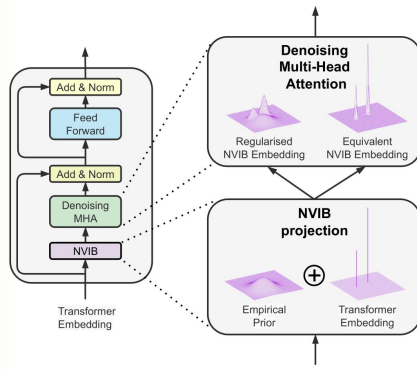 Add & Norm
Feed
Forward
Add & Norm
Denoising
MHA
NVIB
Transformer
Embedding
Denoising
Multi-Head
Attention
Regularised
NVIB Embedding
Equivalent
NVIB Embedding
NVIB
projection
Empirical
Prior
Transformer
Embedding